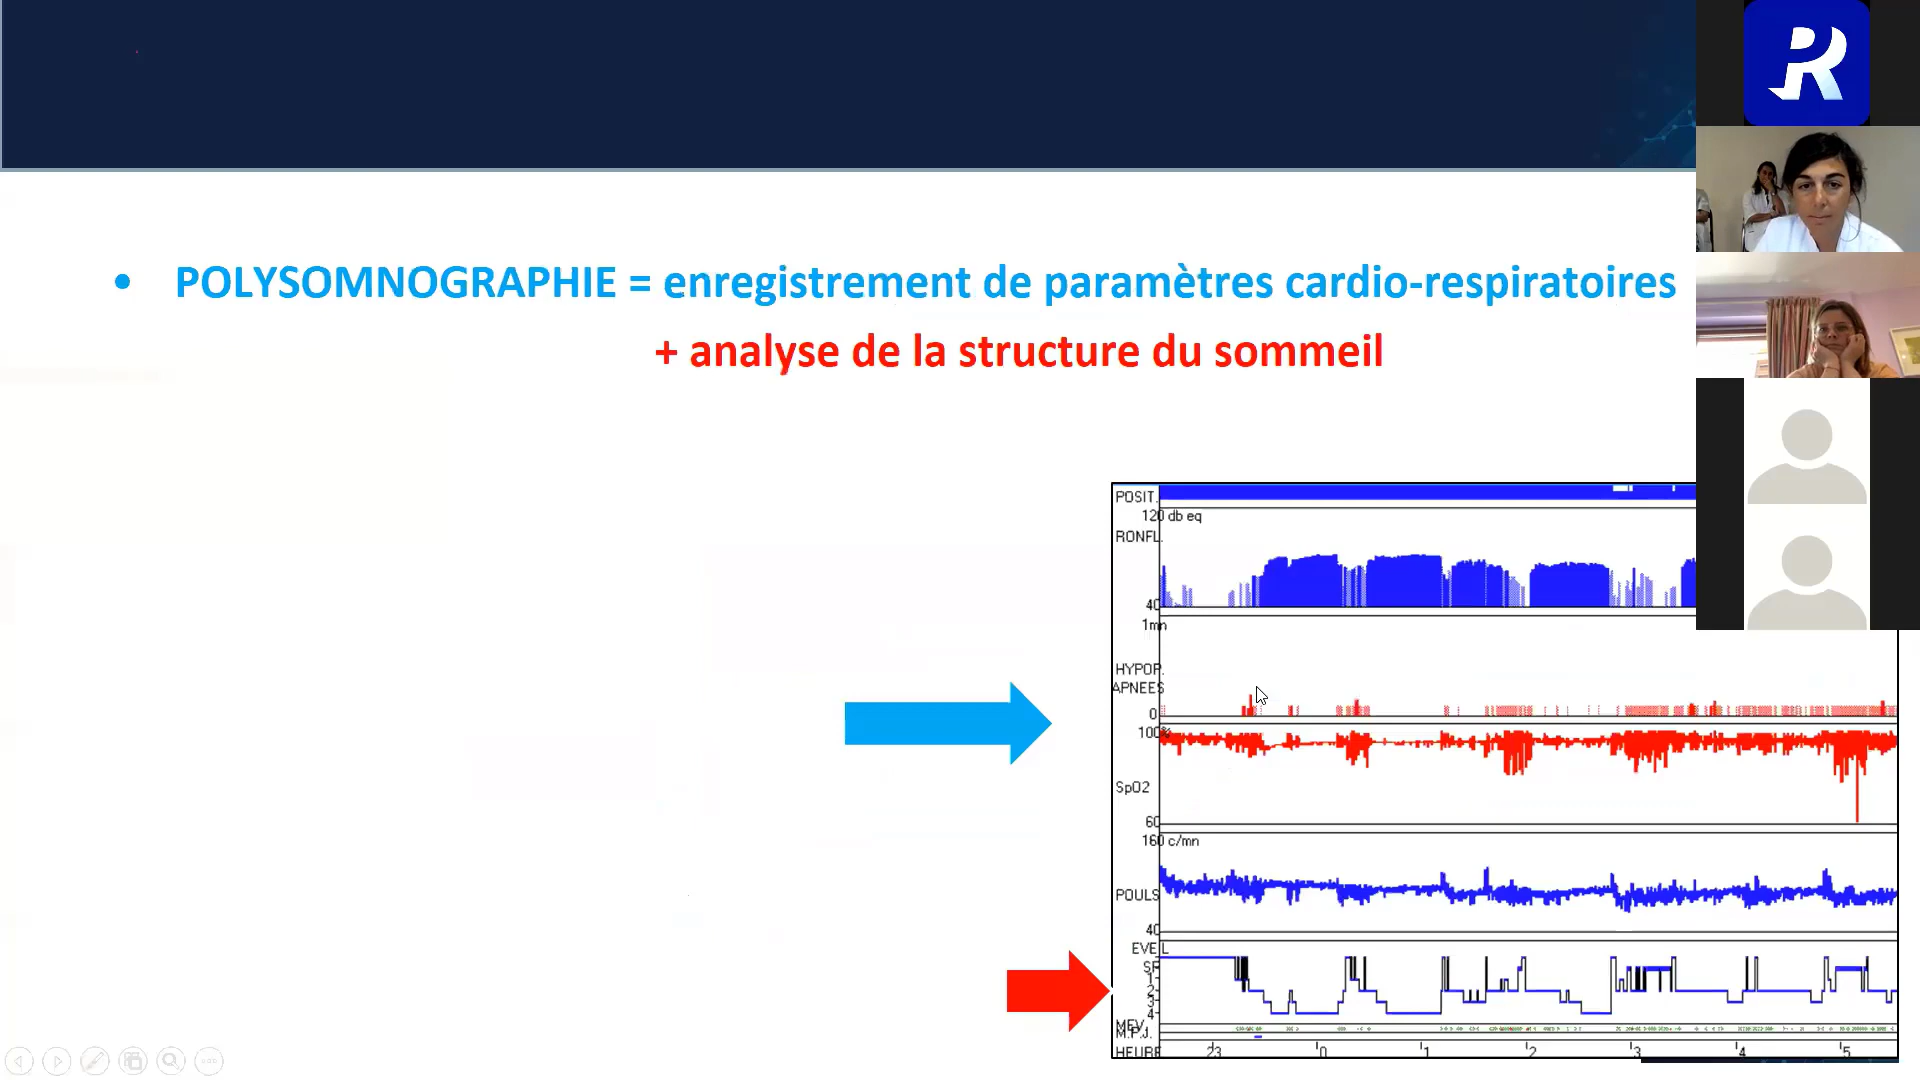 • POLYSOMNOGRAPHIE = enregistrement de paramètres cardio-respiratoires
+ analyse de la structure du sommeil
POSIT.
120 db eq
RONFL.
40
1mn
HYPOP.
APNEES
0
100%
SpO2
60
160 c/mn
POULS
40
EVEIL
SP
1
2
3
4
MEV.
M.P.J.
HEURE 23 0 1 2 3 4 5
R